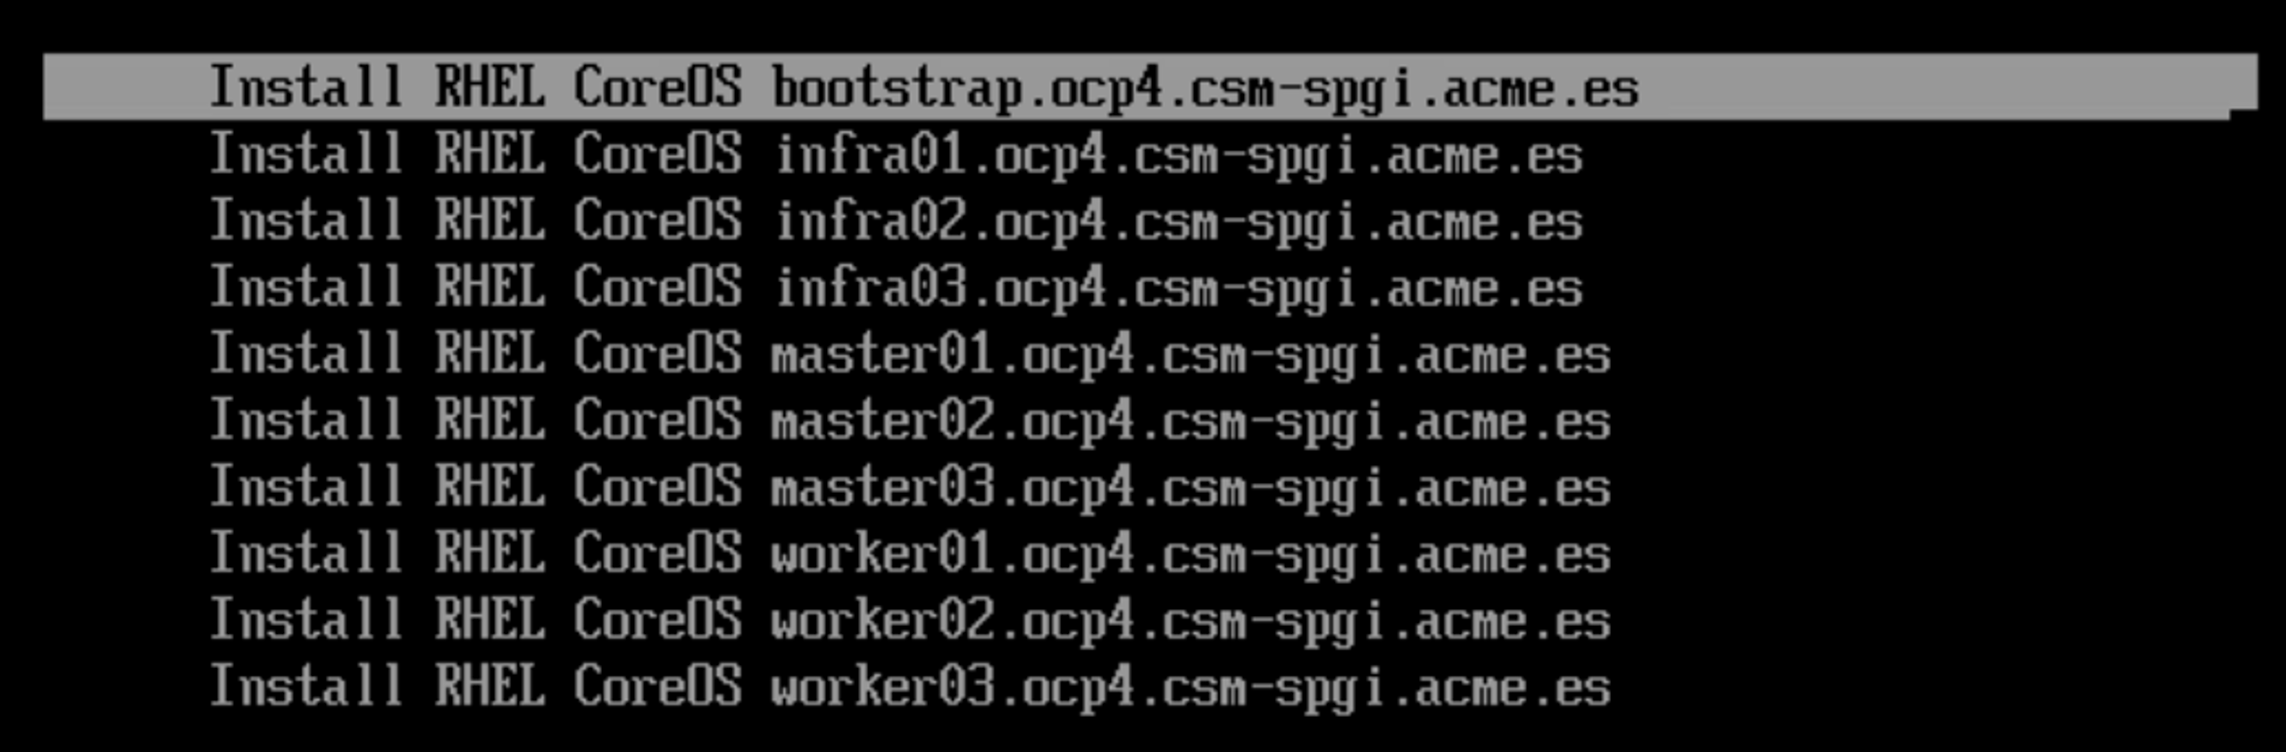 Install RHEL CoreOS bootstrap.ocp4.csm-spgi.acme.es
Install RHEL CoreOS infra01.ocp4.csm-spgi.acme.es
Install RHEL CoreOS infra02.ocp4.csm-spgi.acme.es
Install RHEL CoreOS infra03.ocp4.csm-spgi.acme.es
Install RHEL CoreOS master01.ocp4.csm-spgi.acme.es
Install RHEL CoreOS master02.ocp4.csm-spgi.acme.es
Install RHEL CoreOS master03.ocp4.csm-spgi.acme.es
Install RHEL CoreOS worker01.ocp4.csm-spgi.acme.es
Install RHEL CoreOS worker02.ocp4.csm-spgi.acme.es
Install RHEL CoreOS worker03.ocp4.csm-spgi.acme.es